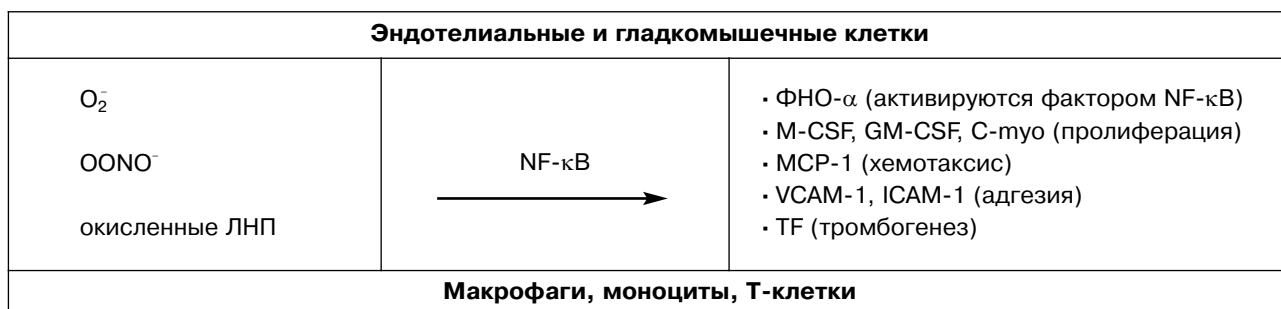 Эндотелиальные и гладкомышечные клетки
O₂⁻
OONO⁻
окисленные ЛНП
NF-κB
· ФНО-α (активируются фактором NF-κB)
· M-CSF, GM-CSF, C-myo (пролиферация)
· MCP-1 (хемотаксис)
· VCAM-1, ICAM-1 (адгезия)
· TF (тромбогенез)
Макрофаги, моноциты, Т-клетки